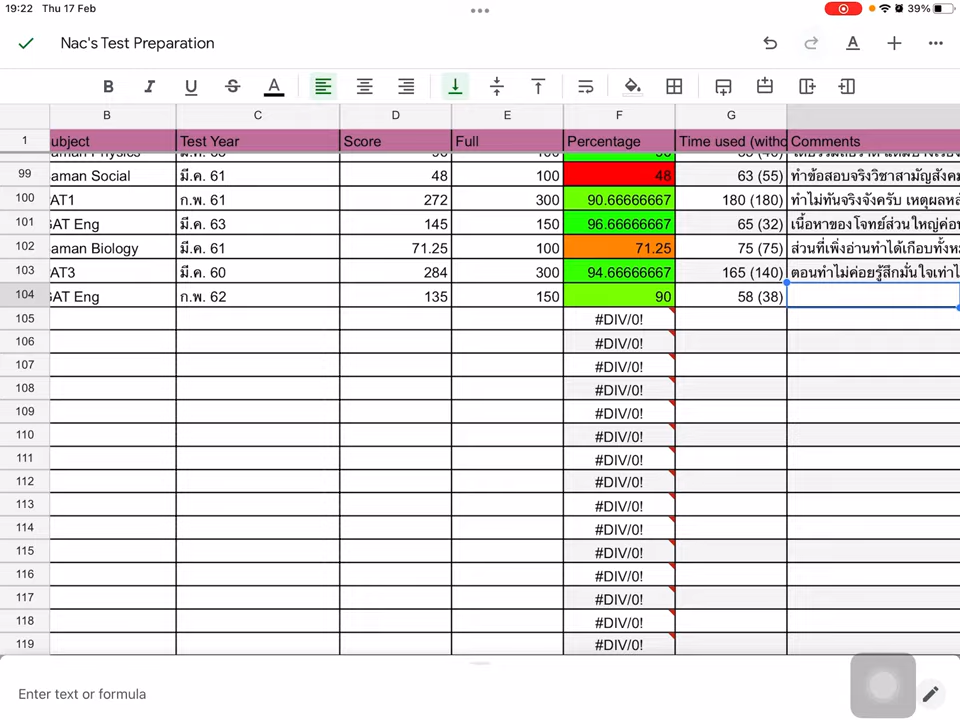 19:22 Thu 17 Feb 39%
Nac's Test Preparation
B I U S A
B C D E F G
1 ubject Test Year Score Full Percentage Time used (witho Comments
99 aman Social มี.ค. 61 48 100 48 63 (55) ทำข้อสอบจริงวิชาสามัญสังคม
100 AT1 ก.พ. 61 272 300 90.66666667 180 (180) ทำไม่ทันจริงจังครับ เหตุผลหลั
101 GAT Eng มี.ค. 63 145 150 96.66666667 65 (32) เนื้อหาของโจทย์ส่วนใหญ่ค่อน
102 aman Biology มี.ค. 61 71.25 100 71.25 75 (75) ส่วนที่เพิ่งอ่านทำได้เกือบทั้งห
103 AT3 มี.ค. 60 284 300 94.66666667 165 (140) ตอนทำไม่ค่อยรู้สึกมั่นใจเท่าไ
104 GAT Eng ก.พ. 62 135 150 90 58 (38)
105 #DIV/0!
106 #DIV/0!
107 #DIV/0!
108 #DIV/0!
109 #DIV/0!
110 #DIV/0!
111 #DIV/0!
112 #DIV/0!
113 #DIV/0!
114 #DIV/0!
115 #DIV/0!
116 #DIV/0!
117 #DIV/0!
118 #DIV/0!
119 #DIV/0!
Enter text or formula